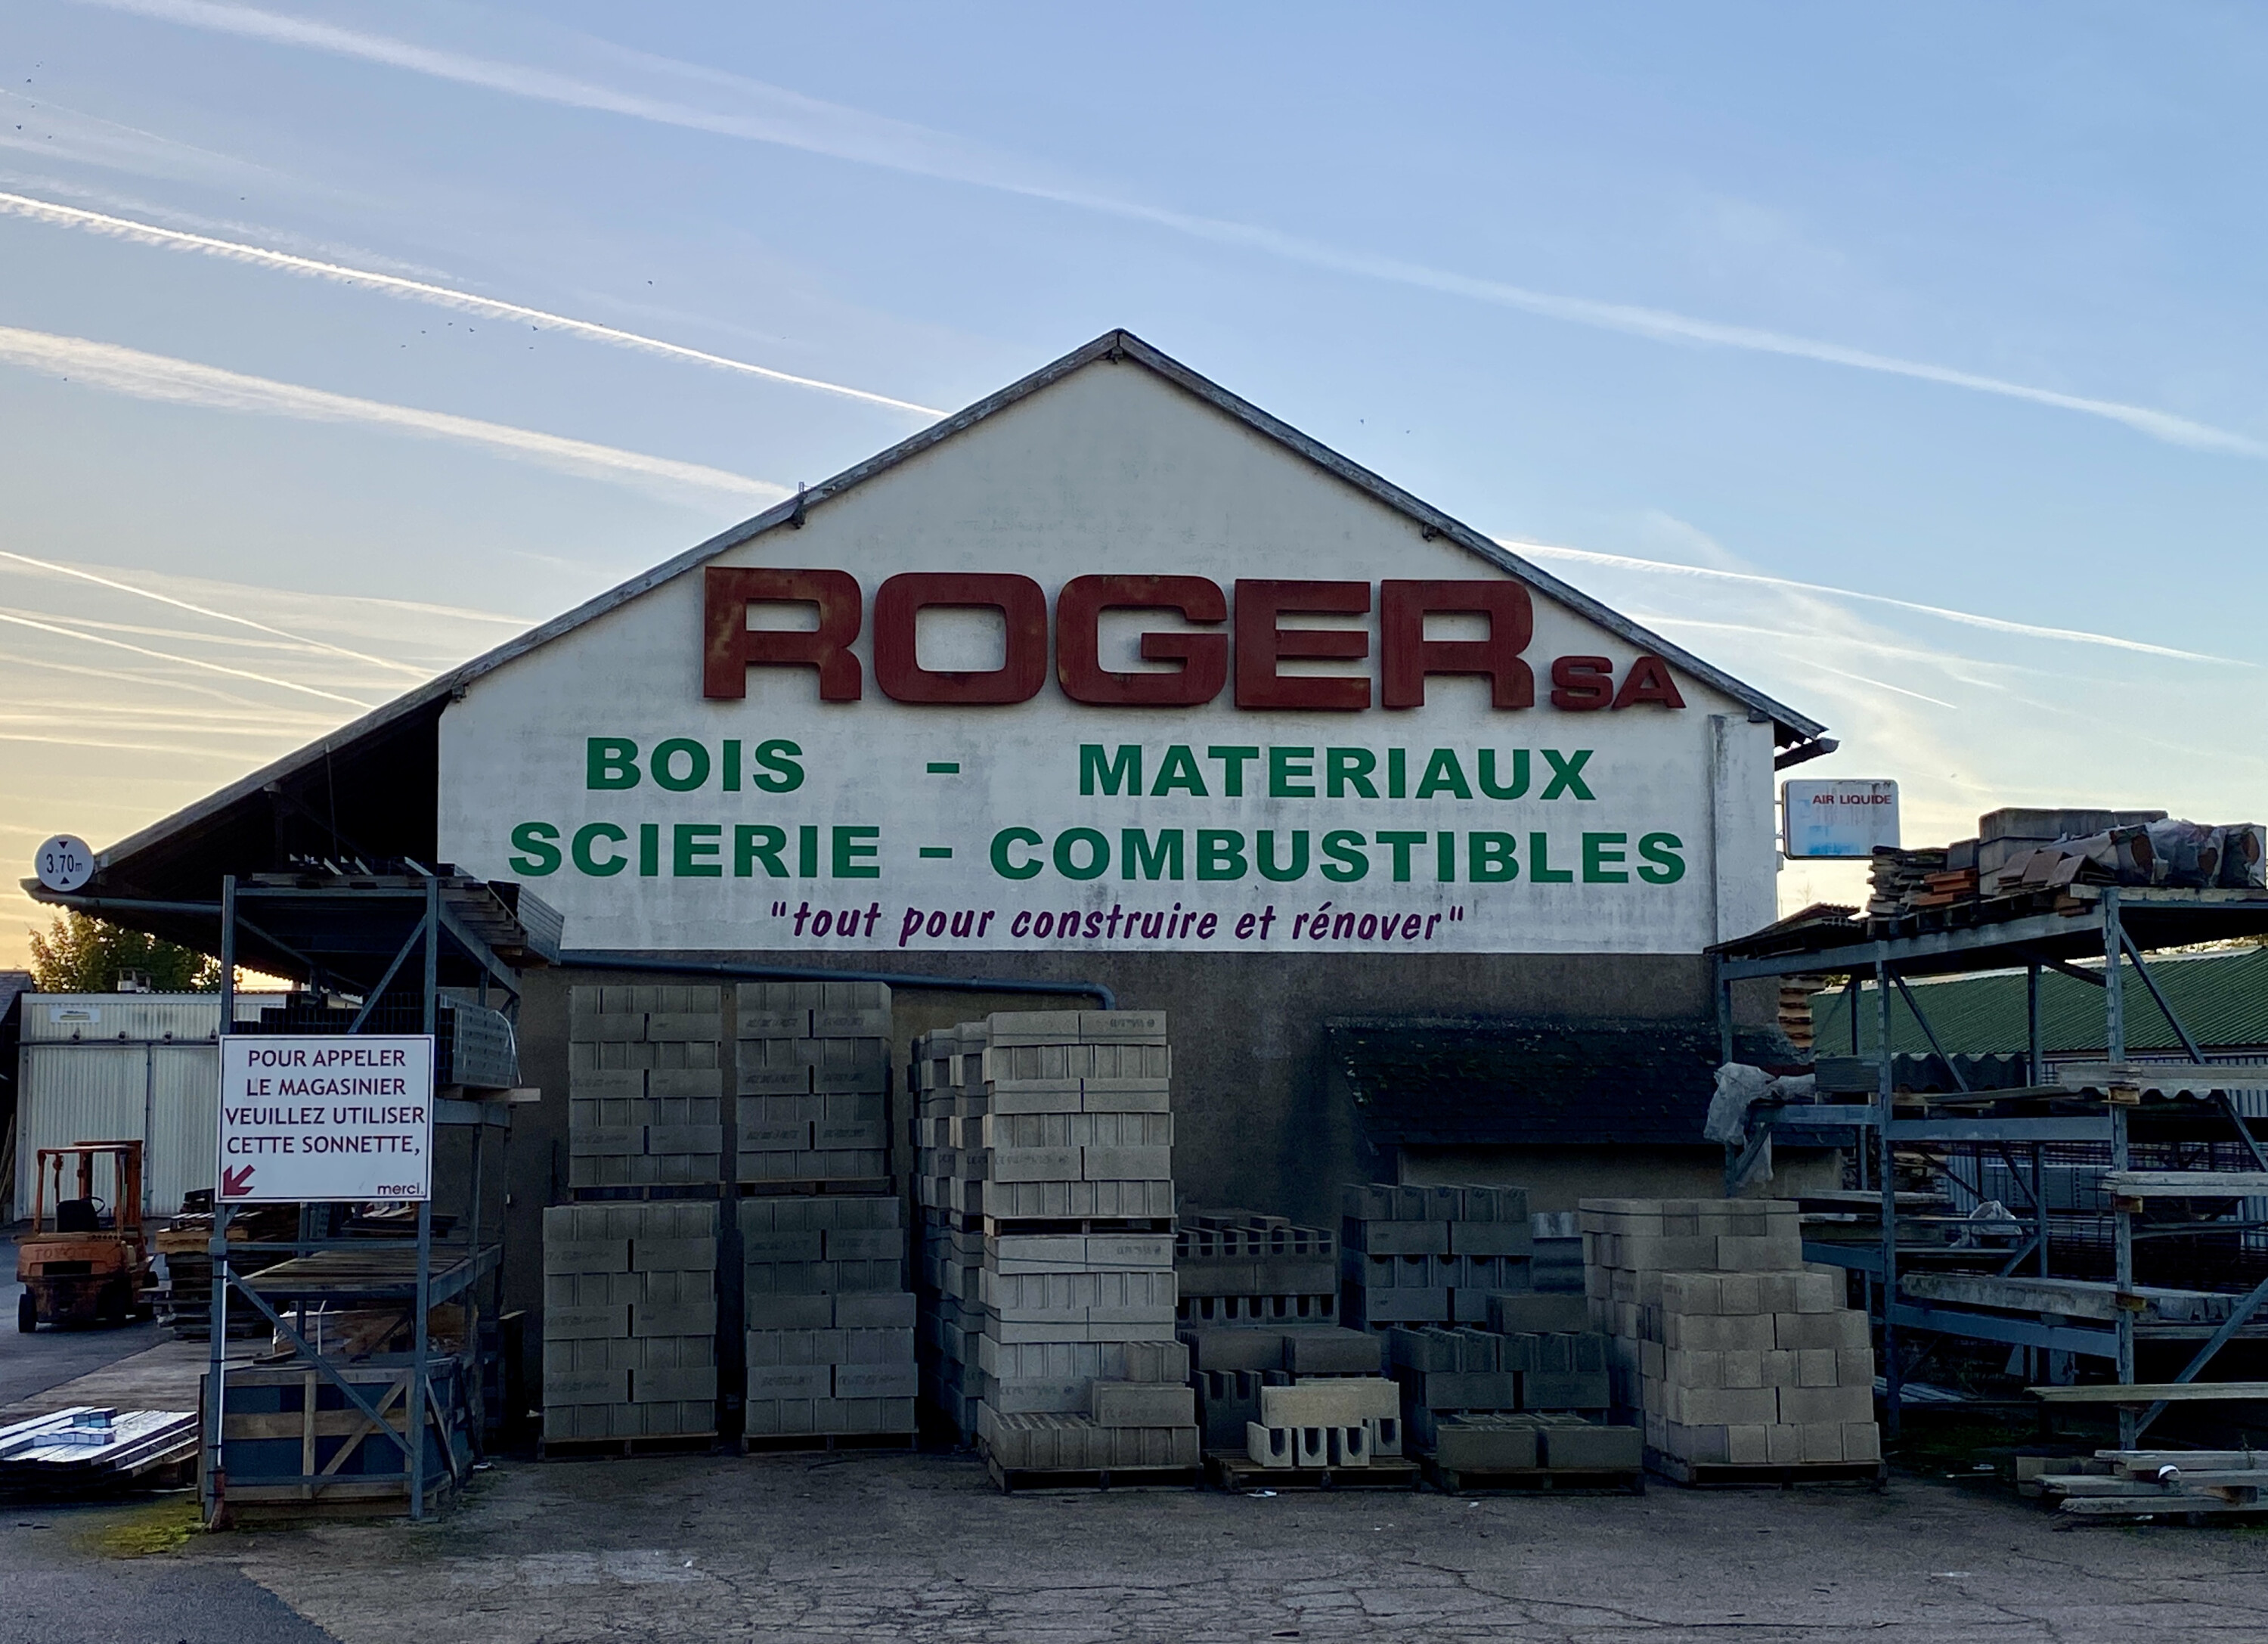 ROGER SA
BOIS - MATERIAUX
SCIERIE - COMBUSTIBLES
"tout pour construire et rénover"
AIR LIQUIDE
3.70m
POUR APPELER
LE MAGASINIER
VEUILLEZ UTILISER
CETTE SONNETTE,
merci.
TOYOTA